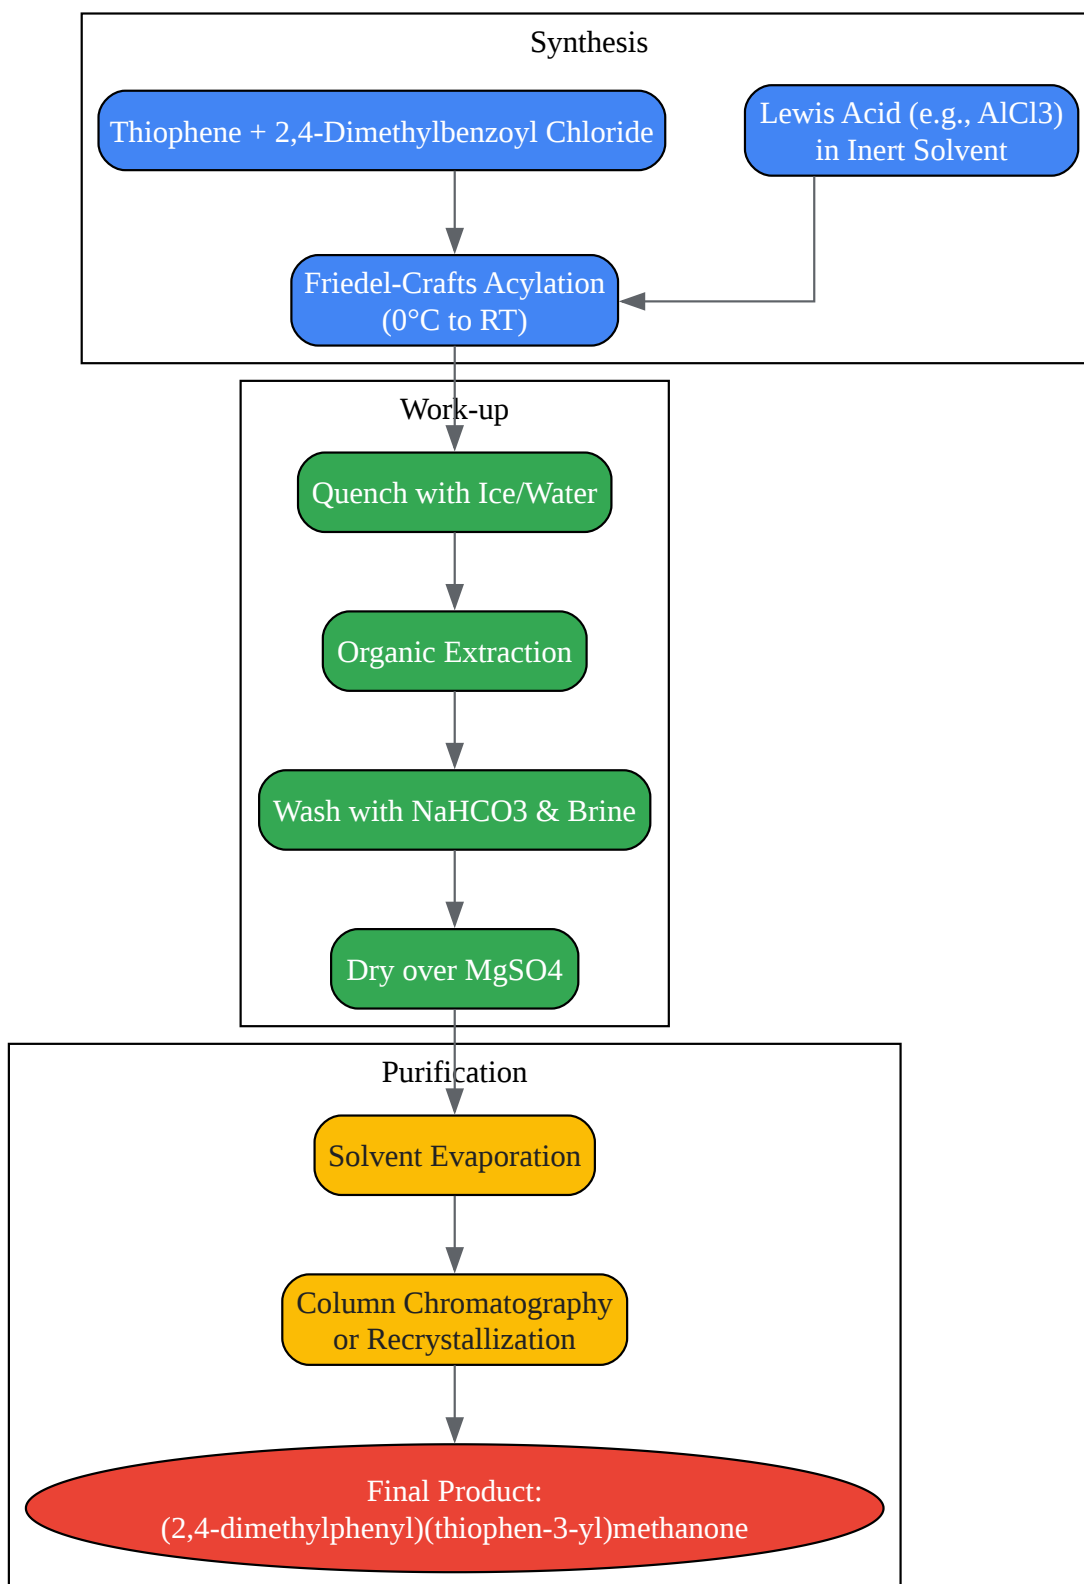 Synthesis
Thiophene + 2,4-Dimethylbenzoyl Chloride
Lewis Acid (e.g., AlCl3)
in Inert Solvent
Friedel-Crafts Acylation
(0°C to RT)
Work-up
Quench with Ice/Water
Organic Extraction
Wash with NaHCO3 & Brine
Dry over MgSO4
Purification
Solvent Evaporation
Column Chromatography
or Recrystallization
Final Product:
(2,4-dimethylphenyl)(thiophen-3-yl)methanone